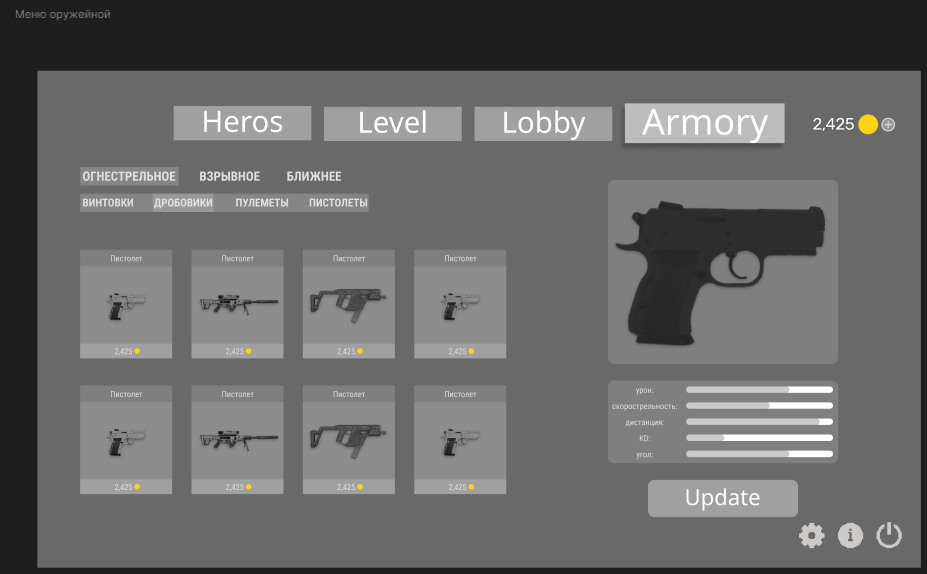 Меню оружейной
Heros Level Lobby Armory 2,425
ОГНЕСТРЕЛЬНОЕ ВЗРЫВНОЕ БЛИЖНЕЕ
ВИНТОВКИ ДРОБОВИКИ ПУЛЕМЕТЫ ПИСТОЛЕТЫ
Пистолет Пистолет Пистолет Пистолет
2,425 2,425 2,425 2,425
Пистолет Пистолет Пистолет Пистолет
2,425 2,425 2,425 2,425
урон:
скорострельность:
дистанция:
KD:
угол:
Update